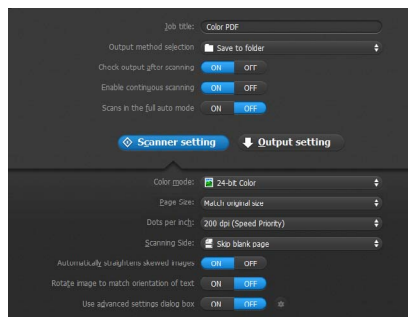 Job title: Color PDF
Output method selection Save to folder
Check output after scanning ON OFF
Enable continuous scanning ON OFF
Scans in the full auto mode ON OFF
Scanner setting Output setting
Color mode: 24-bit Color
Page Size: Match original size
Dots per inch: 200 dpi (Speed Priority)
Scanning Side: Skip blank page
Automatically straightens skewed images ON OFF
Rotate image to match orientation of text ON OFF
Use advanced settings dialog box ON OFF